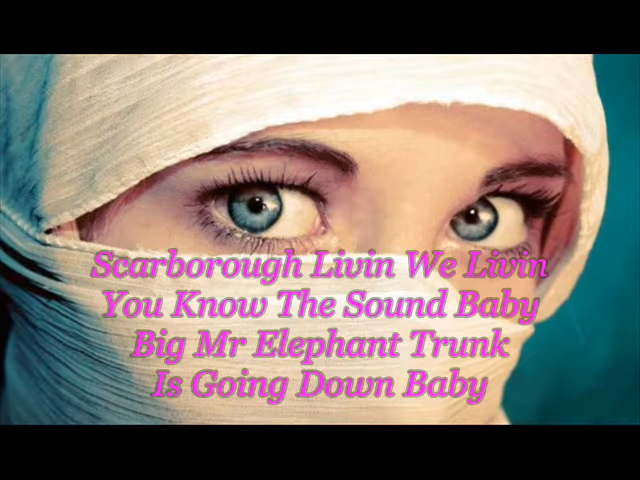 Scarborough Livin We Livin
You Know The Sound Baby
Big Mr Elephant Trunk
Is Going Down Baby